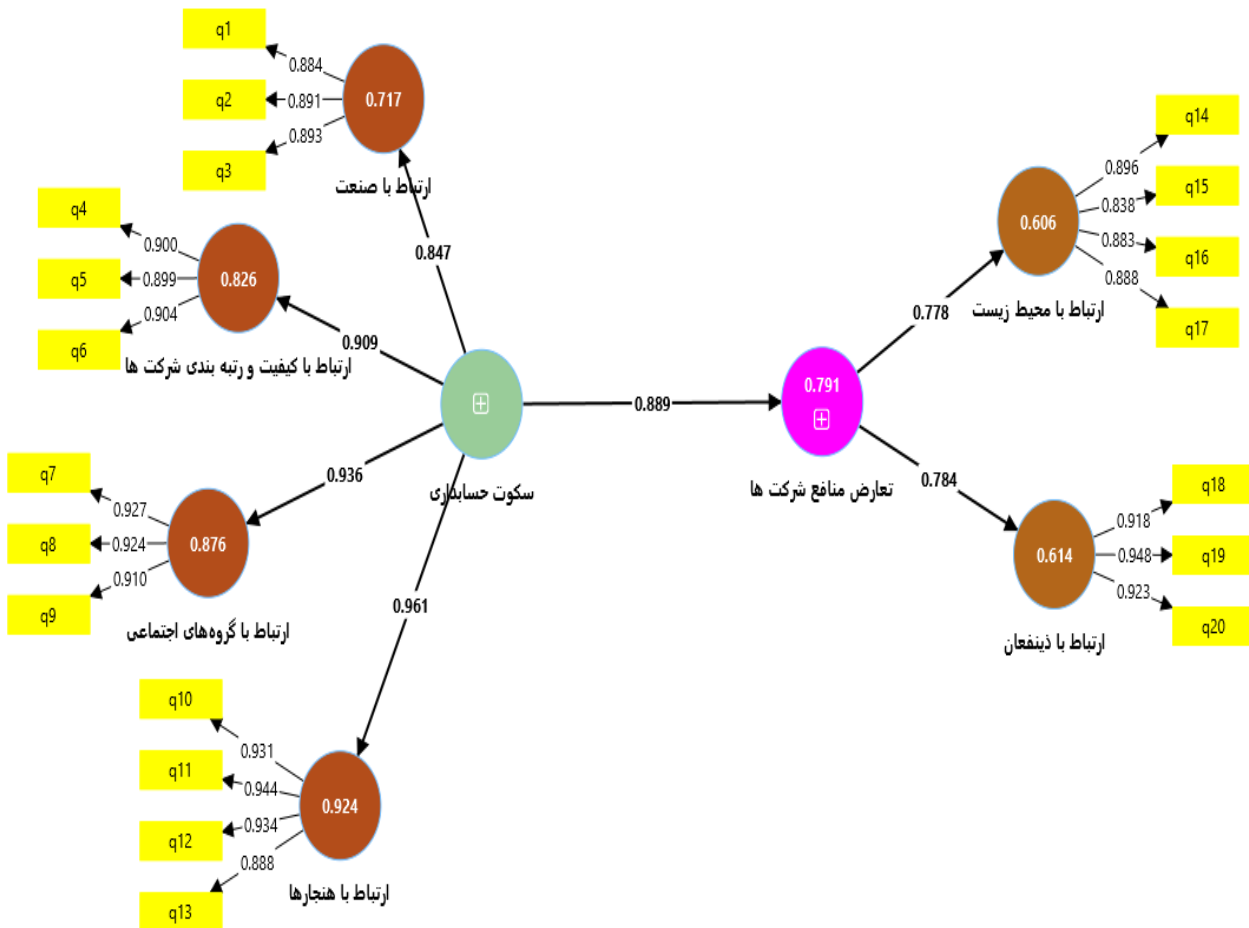 q1
0.884
q2
0.891
q3
0.893
0.717
ارتباط با صنعت
0.847
q4
0.900
q5
0.899
q6
0.904
0.826
ارتباط با کیفیت و رتبه بندی شرکت ها
0.909
q7
0.927
q8
0.924
q9
0.910
0.876
ارتباط با گروه‌های اجتماعی
0.936
سکوت حسابداری
0.961
q10
0.931
q11
0.944
q12
0.934
q13
0.888
0.924
ارتباط با هنجارها
0.889
0.791
تعارض منافع شرکت ها
0.778
0.606
ارتباط با محیط زیست
q14
0.896
q15
0.838
q16
0.883
q17
0.888
0.784
0.614
ارتباط با ذینفعان
q18
0.918
q19
0.948
q20
0.923